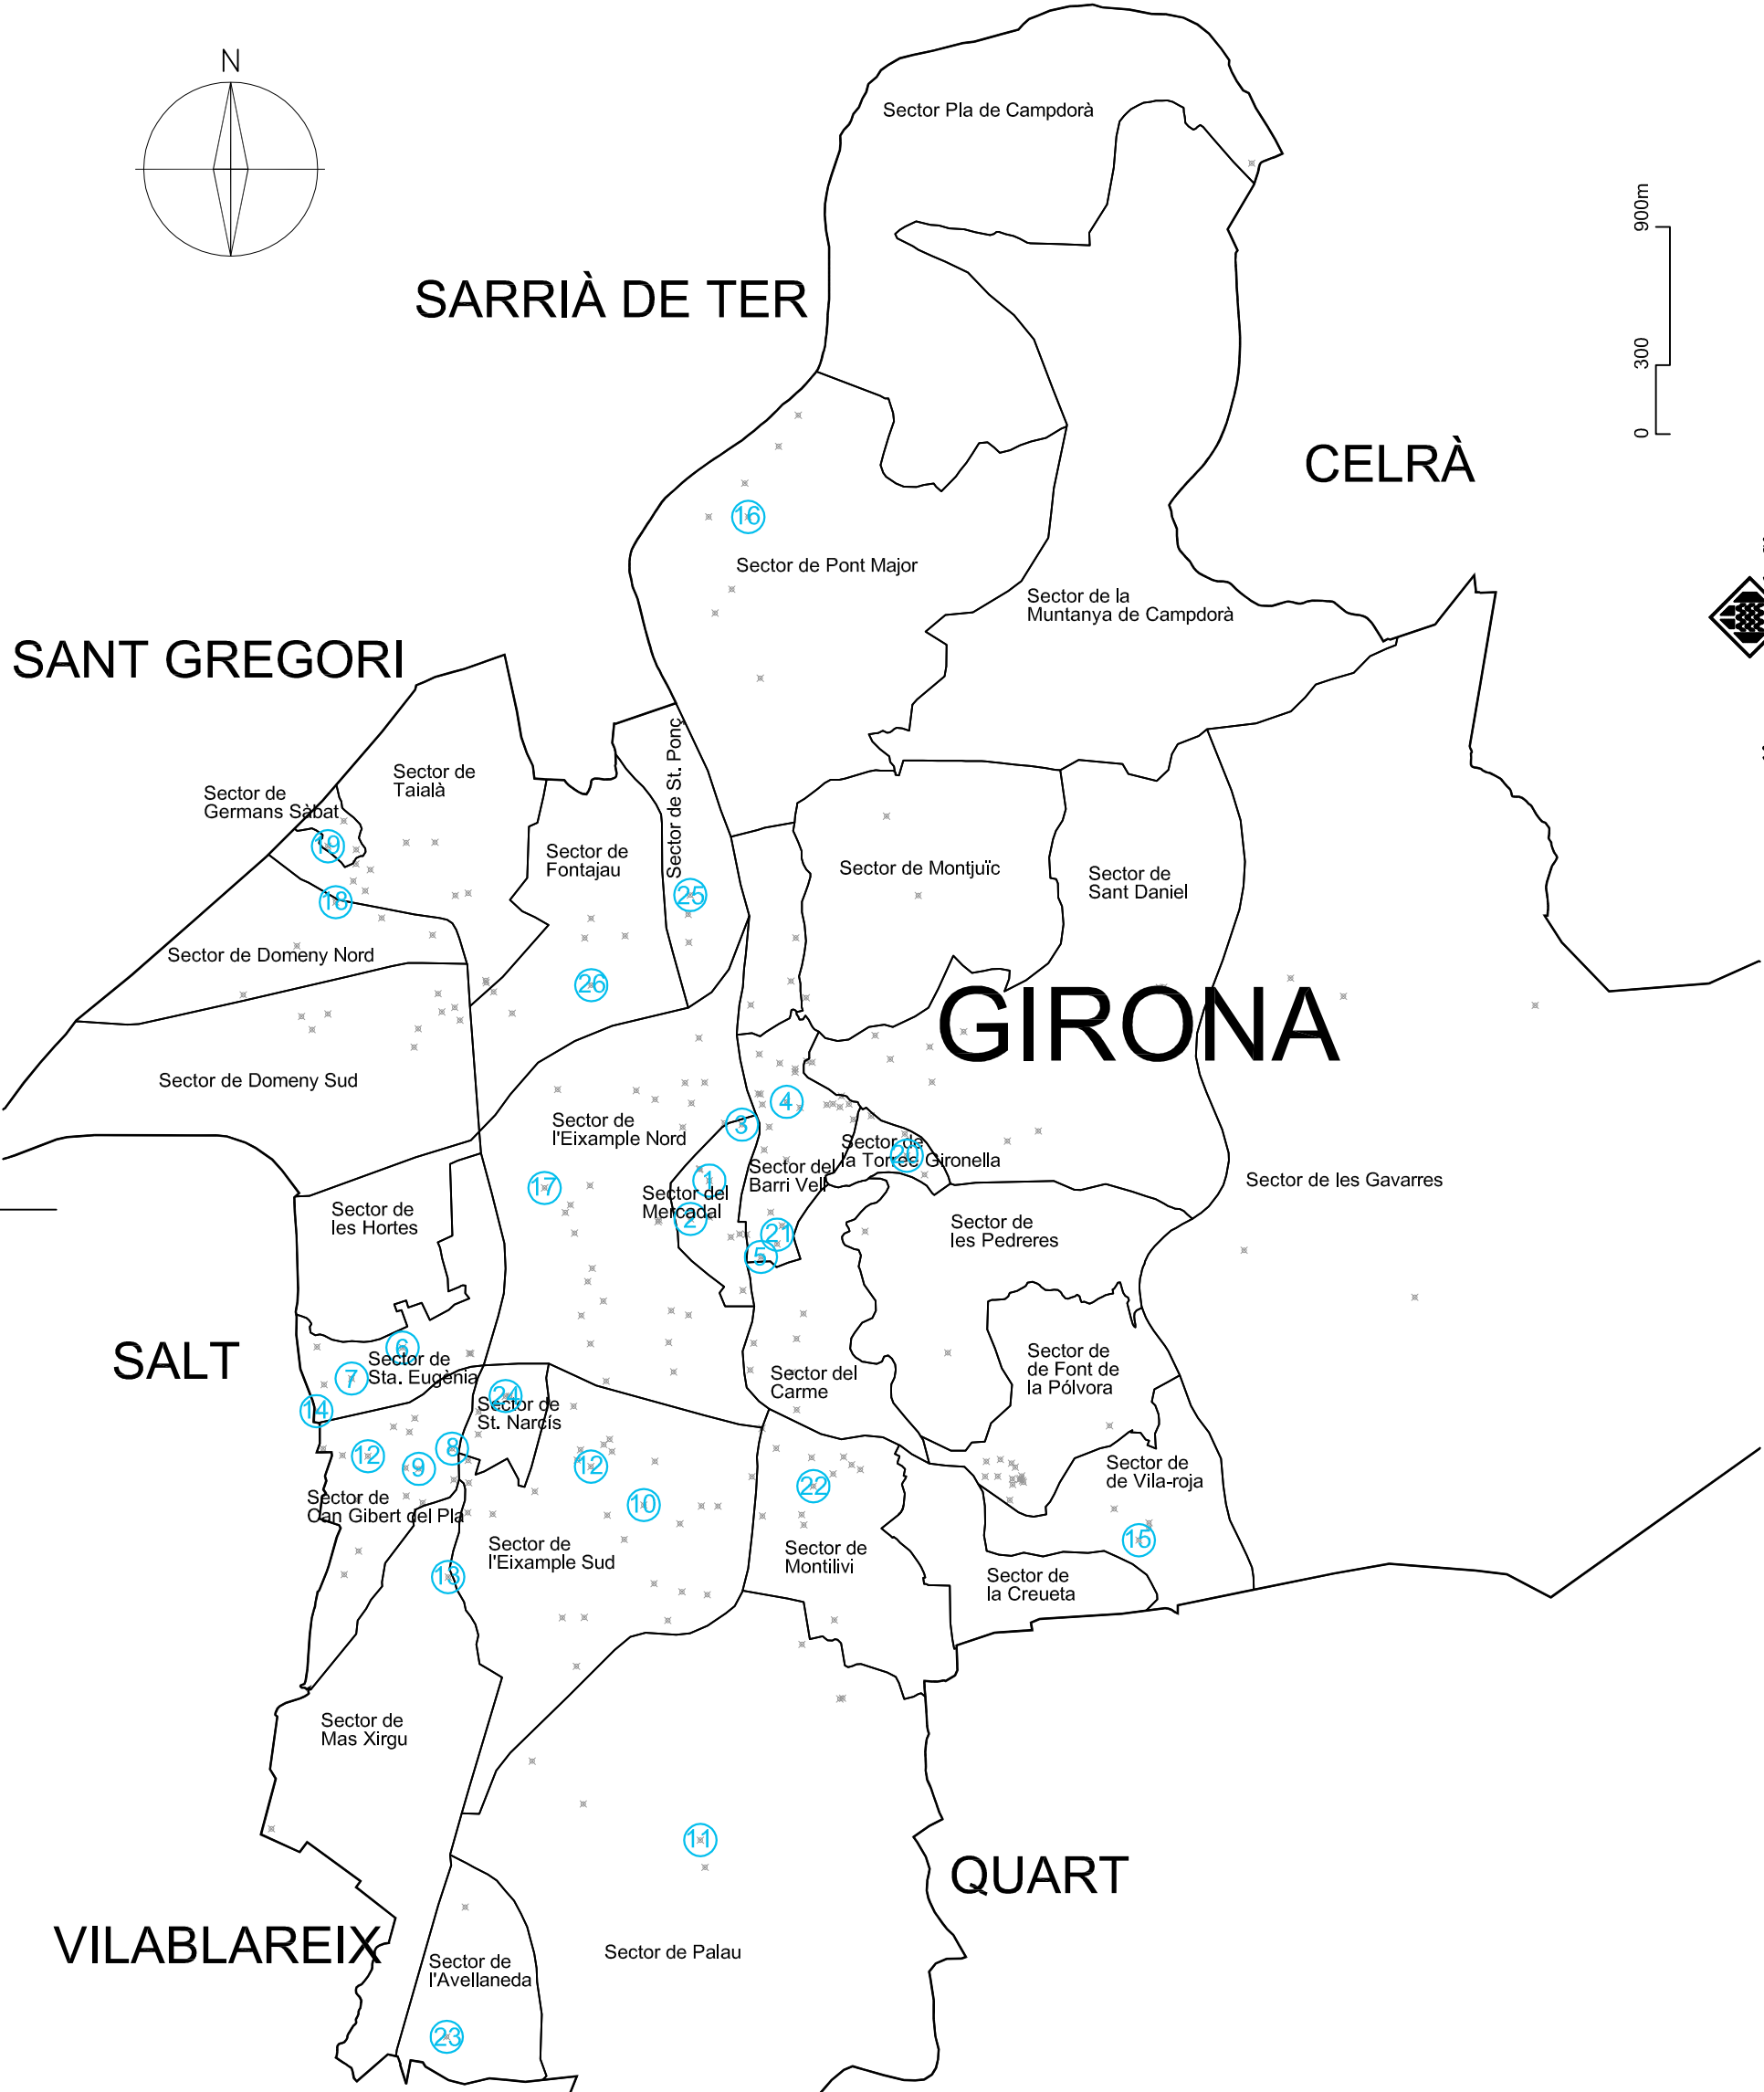 N
Sector Pla de Campdorà
900m
300
0
SARRIÀ DE TER
CELRÀ
16
Sector de Pont Major
Sector de la
Muntanya de Campdorà
SANT GREGORI
Sector de St. Ponç
Sector de
Taialà
Sector de
Germans Sàbat
19
Sector de
Fontajau
Sector de Montjuïc
Sector de
Sant Daniel
18
25
Sector de Domeny Nord
26
GIRONA
Sector de Domeny Sud
4
3
Sector de
l'Eixample Nord
Sector de
la Torre Gironella
20
Sector del
Barri Vell
1
17
Sector del
Mercadal
2
Sector de les Gavarres
Sector de
les Hortes
Sector de
les Pedreres
21
5
SALT
6
Sector de
Sta. Eugènia
7
Sector de
de Font de
la Pólvora
Sector del
Carme
24
Sector de
St. Narcís
14
8
12
9
12
Sector de
de Vila-roja
22
10
Sector de
Can Gibert del Pla
15
Sector de
l'Eixample Sud
Sector de
Montilivi
13
Sector de
la Creueta
Sector de
Mas Xirgu
11
QUART
VILABLAREIX
Sector de Palau
Sector de
l'Avellaneda
23